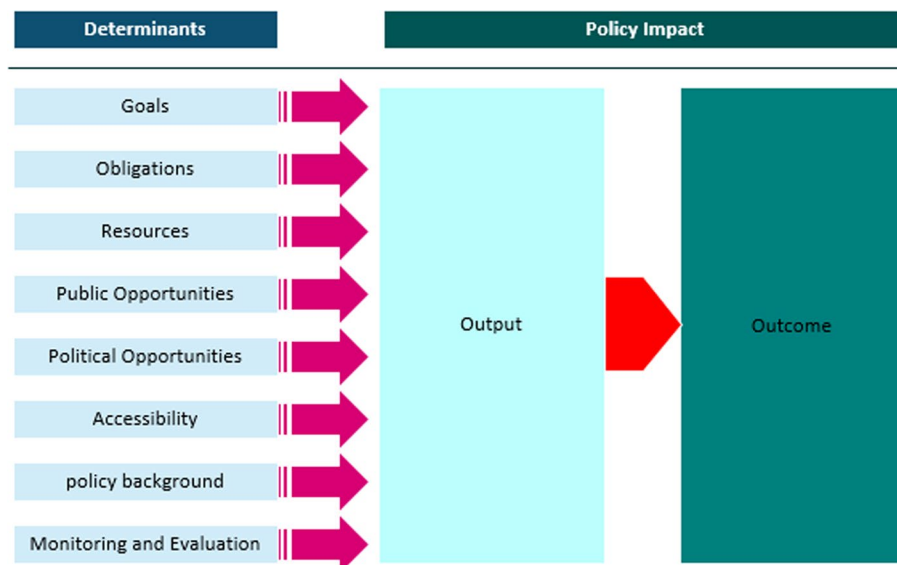 Determinants
Policy Impact
Goals
Obligations
Resources
Public Opportunities
Political Opportunities
Accessibility
policy background
Monitoring and Evaluation
Output
Outcome